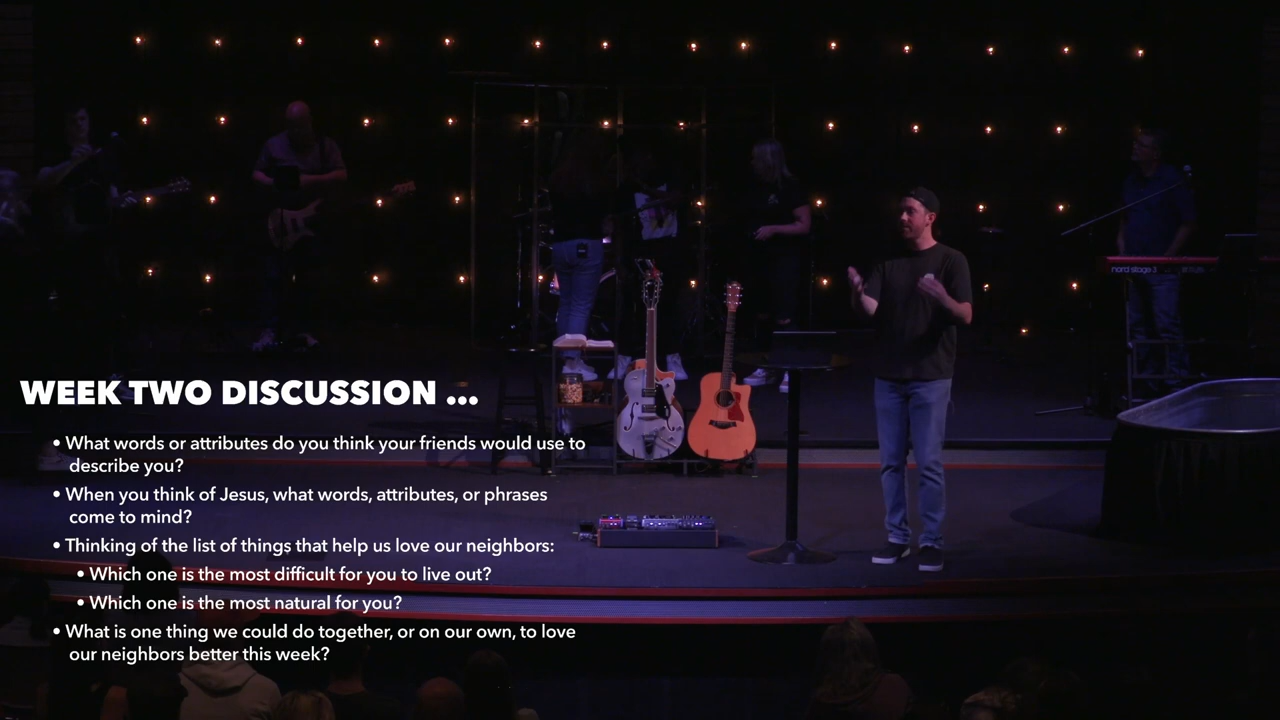 WEEK TWO DISCUSSION ...
• What words or attributes do you think your friends would use to
describe you?
• When you think of Jesus, what words, attributes, or phrases
come to mind?
• Thinking of the list of things that help us love our neighbors:
• Which one is the most difficult for you to live out?
• Which one is the most natural for you?
• What is one thing we could do together, or on our own, to love
our neighbors better this week?
nord stage 3